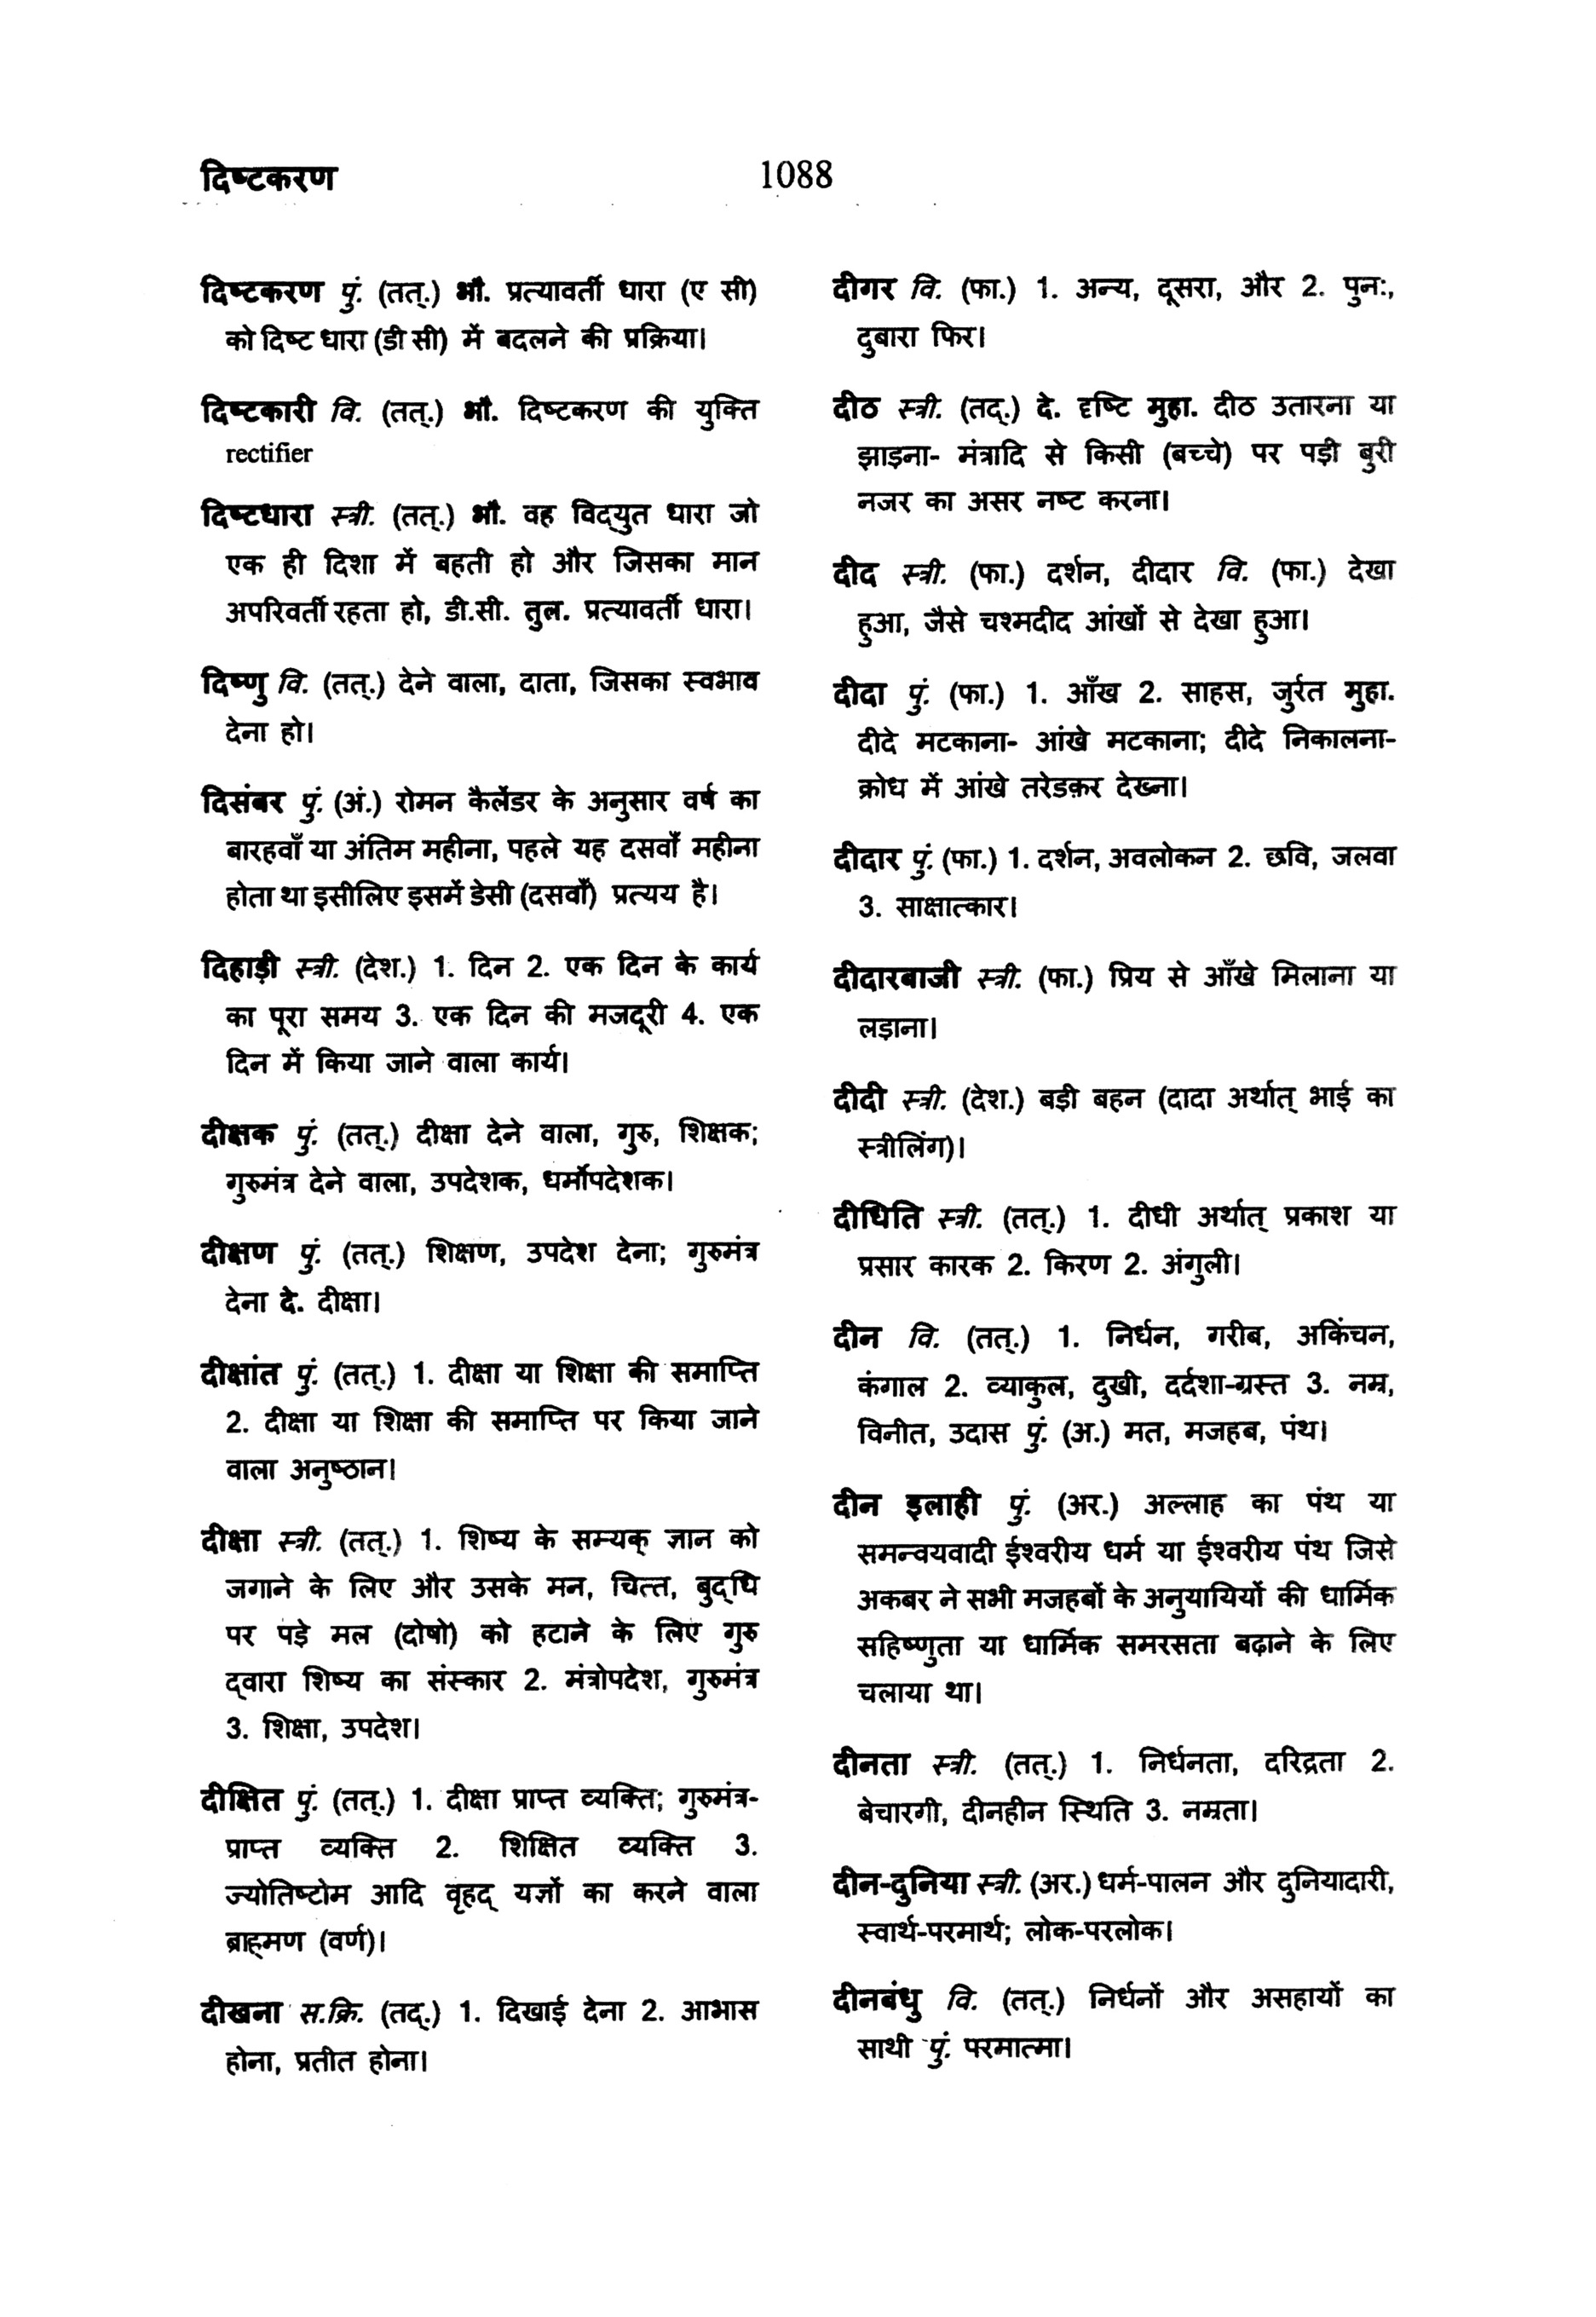 दिष्टकरण
1088
दिष्टकरण पुं. (तत्.) भौ. प्रत्यावर्ती धारा (ए सी)
को दिष्ट धारा (डी सी) में बदलने की प्रक्रिया।
दिष्टकारी वि. (तत्.) भौ. दिष्टकरण की युक्ति
rectifier
दिष्टधारा स्त्री. (तत्.) भौ. वह विद्युत धारा जो
एक ही दिशा में बहती हो और जिसका मान
अपरिवर्ती रहता हो, डी.सी. तुल. प्रत्यावर्ती धारा।
दिष्णु वि. (तत्.) देने वाला, दाता, जिसका स्वभाव
देना हो।
दिसंबर पुं. (अं.) रोमन कैलेंडर के अनुसार वर्ष का
बारहवाँ या अंतिम महीना, पहले यह दसवाँ महीना
होता था इसीलिए इसमें डेसी (दसवाँ) प्रत्यय है।
दिहाड़ी स्त्री. (देश.) 1. दिन 2. एक दिन के कार्य
का पूरा समय 3. एक दिन की मजदूरी 4. एक
दिन में किया जाने वाला कार्य।
दीक्षक पुं. (तत्.) दीक्षा देने वाला, गुरु, शिक्षक;
गुरुमंत्र देने वाला, उपदेशक, धर्मोपदेशक।
दीक्षण पुं. (तत्.) शिक्षण, उपदेश देना; गुरुमंत्र
देना दे. दीक्षा।
दीक्षांत पुं. (तत्.) 1. दीक्षा या शिक्षा की समाप्ति
2. दीक्षा या शिक्षा की समाप्ति पर किया जाने
वाला अनुष्ठान।
दीक्षा स्त्री. (तत्.) 1. शिष्य के सम्यक् ज्ञान को
जगाने के लिए और उसके मन, चित्त, बुद्धि
पर पड़े मल (दोषो) को हटाने के लिए गुरु
द्वारा शिष्य का संस्कार 2. मंत्रोपदेश, गुरुमंत्र
3. शिक्षा, उपदेश।
दीक्षित पुं. (तत्.) 1. दीक्षा प्राप्त व्यक्ति; गुरुमंत्र-
प्राप्त व्यक्ति 2. शिक्षित व्यक्ति 3.
ज्योतिष्टोम आदि वृहद् यज्ञों का करने वाला
ब्राह्मण (वर्ण)।
दीखना स.क्रि. (तद्.) 1. दिखाई देना 2. आभास
होना, प्रतीत होना।
दीगर वि. (फा.) 1. अन्य, दूसरा, और 2. पुनः,
दुबारा फिर।
दीठ स्त्री. (तद्.) दे. दृष्टि मुहा. दीठ उतारना या
झाड़ना- मंत्रादि से किसी (बच्चे) पर पड़ी बुरी
नजर का असर नष्ट करना।
दीद स्त्री. (फा.) दर्शन, दीदार वि. (फा.) देखा
हुआ, जैसे चश्मदीद आंखों से देखा हुआ।
दीदा पुं. (फा.) 1. आँख 2. साहस, जुर्रत मुहा.
दीदे मटकाना- आंखे मटकाना; दीदे निकालना-
क्रोध में आंखे तरेडक़र देख्ना।
दीदार पुं. (फा.) 1. दर्शन, अवलोकन 2. छवि, जलवा
3. साक्षात्कार।
दीदारबाजी स्त्री. (फा.) प्रिय से आँखे मिलाना या
लड़ाना।
दीदी स्त्री. (देश.) बड़ी बहन (दादा अर्थात् भाई का
स्त्रीलिंग)।
दीधिति स्त्री. (तत्.) 1. दीधी अर्थात् प्रकाश या
प्रसार कारक 2. किरण 2. अंगुली।
दीन वि. (तत्.) 1. निर्धन, गरीब, अकिंचन,
कंगाल 2. व्याकुल, दुखी, दर्दशा-ग्रस्त 3. नम्र,
विनीत, उदास पुं. (अ.) मत, मजहब, पंथ।
दीन इलाही पुं. (अर.) अल्लाह का पंथ या
समन्वयवादी ईश्वरीय धर्म या ईश्वरीय पंथ जिसे
अकबर ने सभी मजहबों के अनुयायियों की धार्मिक
सहिष्णुता या धार्मिक समरसता बढ़ाने के लिए
चलाया था।
दीनता स्त्री. (तत्.) 1. निर्धनता, दरिद्रता 2.
बेचारगी, दीनहीन स्थिति 3. नम्रता।
दीन-दुनिया स्त्री. (अर.) धर्म-पालन और दुनियादारी,
स्वार्थ-परमार्थ; लोक-परलोक।
दीनबंधु वि. (तत्.) निर्धनों और असहायों का
साथी पुं. परमात्मा।